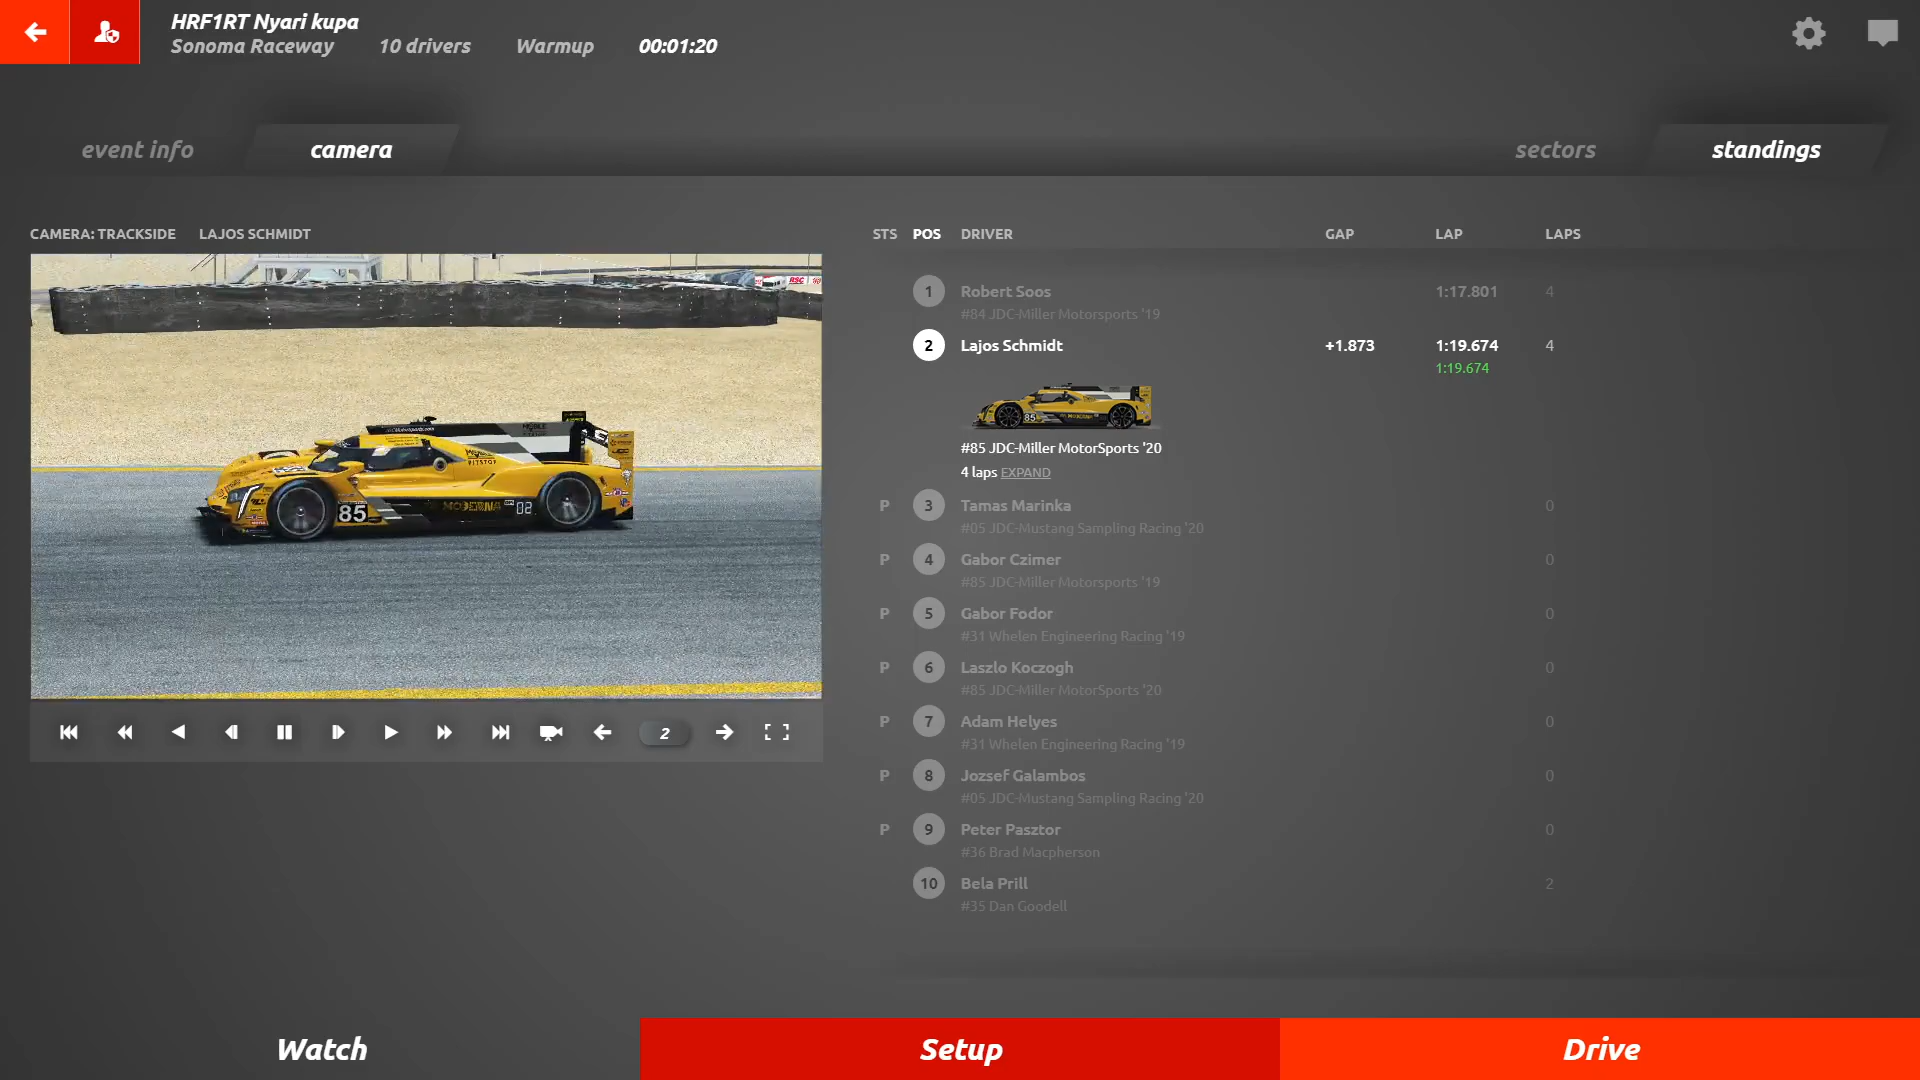 HRF1RT Nyari kupa
Sonoma Raceway 10 drivers Warmup 00:01:20
event info camera sectors standings
CAMERA: TRACKSIDE LAJOS SCHMIDT
STS POS DRIVER GAP LAP LAPS
1 Robert Soos 1:17.801 4
#84 JDC-Miller Motorsports '19
2 Lajos Schmidt +1.873 1:19.674 4
1:19.674
#85 JDC-Miller MotorSports '20
4 laps EXPAND
P 3 Tamas Marinka 0
#05 JDC-Mustang Sampling Racing '20
P 4 Gabor Czimer 0
#85 JDC-Miller Motorsports '19
P 5 Gabor Fodor 0
#31 Whelen Engineering Racing '19
P 6 Laszlo Koczogh 0
#85 JDC-Miller MotorSports '20
P 7 Adam Helyes 0
#31 Whelen Engineering Racing '19
P 8 Jozsef Galambos 0
#05 JDC-Mustang Sampling Racing '20
P 9 Peter Pasztor 0
#36 Brad Macpherson
10 Bela Prill 2
#35 Dan Goodell
85 MODERNA 02
PITSTOP
2
Watch Setup Drive